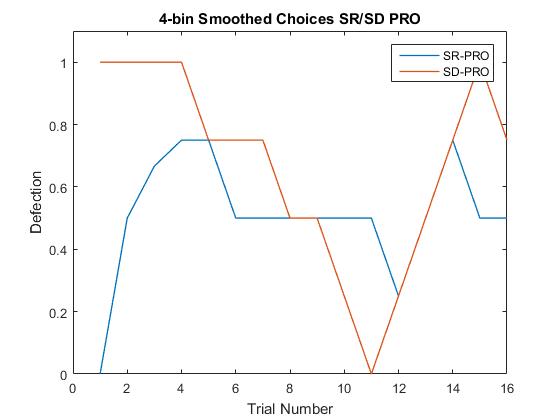 4-bin Smoothed Choices SR/SD PRO
SR-PRO
SD-PRO
1
0.8
0.6
0.4
0.2
0
Defection
0 2 4 6 8 10 12 14 16
Trial Number